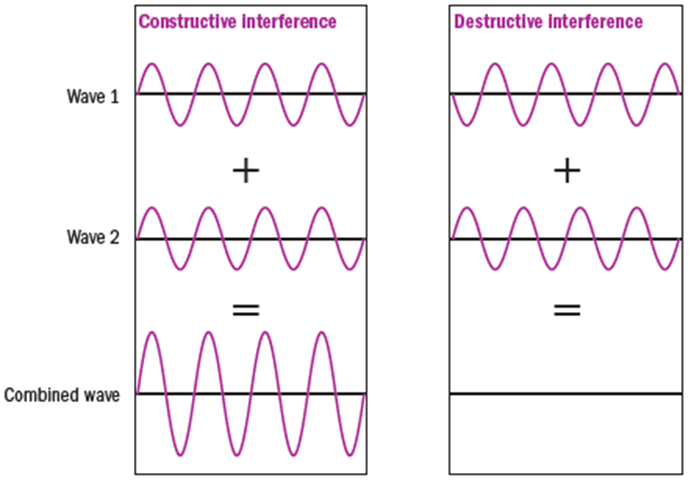 Constructive interference
Destructive interference
Wave 1
+
+
Wave 2
=
=
Combined wave